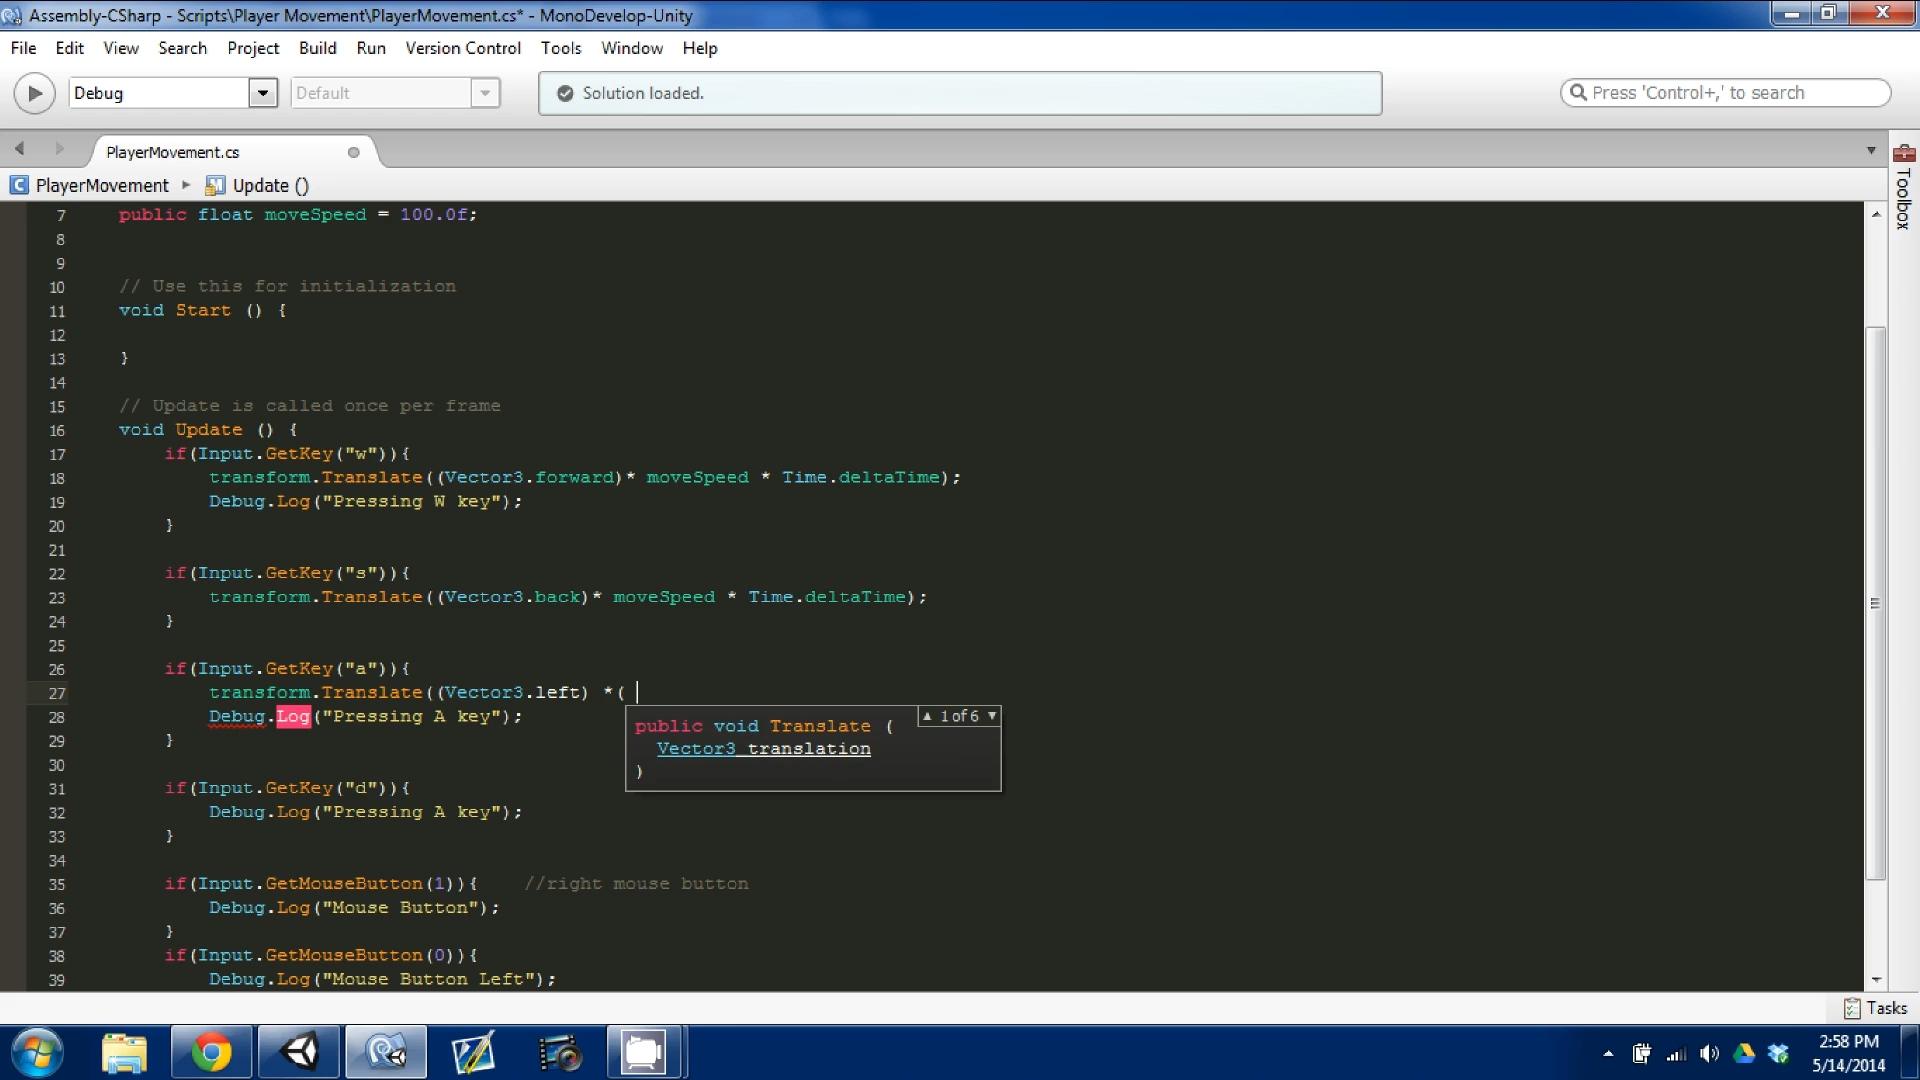 Assembly-CSharp - Scripts\Player Movement\PlayerMovement.cs* - MonoDevelop-Unity
File Edit View Search Project Build Run Version Control Tools Window Help
Debug Default Solution loaded. Press 'Control+,' to search
PlayerMovement.cs
PlayerMovement Update ()
Toolbox
7 public float moveSpeed = 100.0f;
8
9
10 // Use this for initialization
11 void Start () {
12
13 }
14
15 // Update is called once per frame
16 void Update () {
17 if(Input.GetKey("w")){
18 transform.Translate((Vector3.forward)* moveSpeed * Time.deltaTime);
19 Debug.Log("Pressing W key");
20 }
21
22 if(Input.GetKey("s")){
23 transform.Translate((Vector3.back)* moveSpeed * Time.deltaTime);
24 }
25
26 if(Input.GetKey("a")){
27 transform.Translate((Vector3.left) *(
28 Debug.Log("Pressing A key");
29 }
30
31 if(Input.GetKey("d")){
32 Debug.Log("Pressing A key");
33 }
34
35 if(Input.GetMouseButton(1)){ //right mouse button
36 Debug.Log("Mouse Button");
37 }
38 if(Input.GetMouseButton(0)){
39 Debug.Log("Mouse Button Left");
▲ 1 of 6 ▼
public void Translate (
Vector3 translation
)
Tasks
2:58 PM
5/14/2014